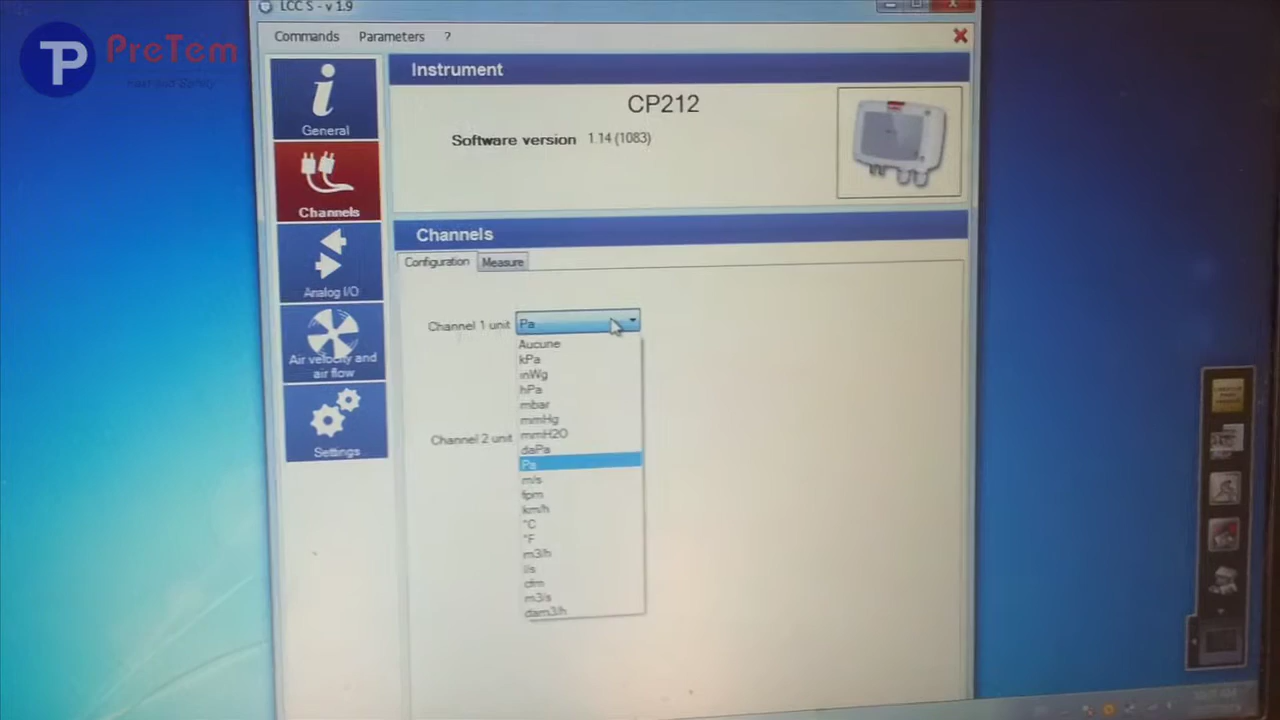 LCC S - v 1.9
PreTem
Commands Parameters ?
Instrument
CP212
Software version 1.14 (1083)
General
Channels
Channels
Configuration Measure
Analog I/O
Channel 1 unit Pa
Aucune
kPa
inWg
hPa
mbar
mmHg
mmH2O
daPa
Pa
m/s
fpm
km/h
°C
°F
m3/h
l/s
cfm
m3/s
dam3/h
Channel 2 unit
Air velocity and
air flow
Settings